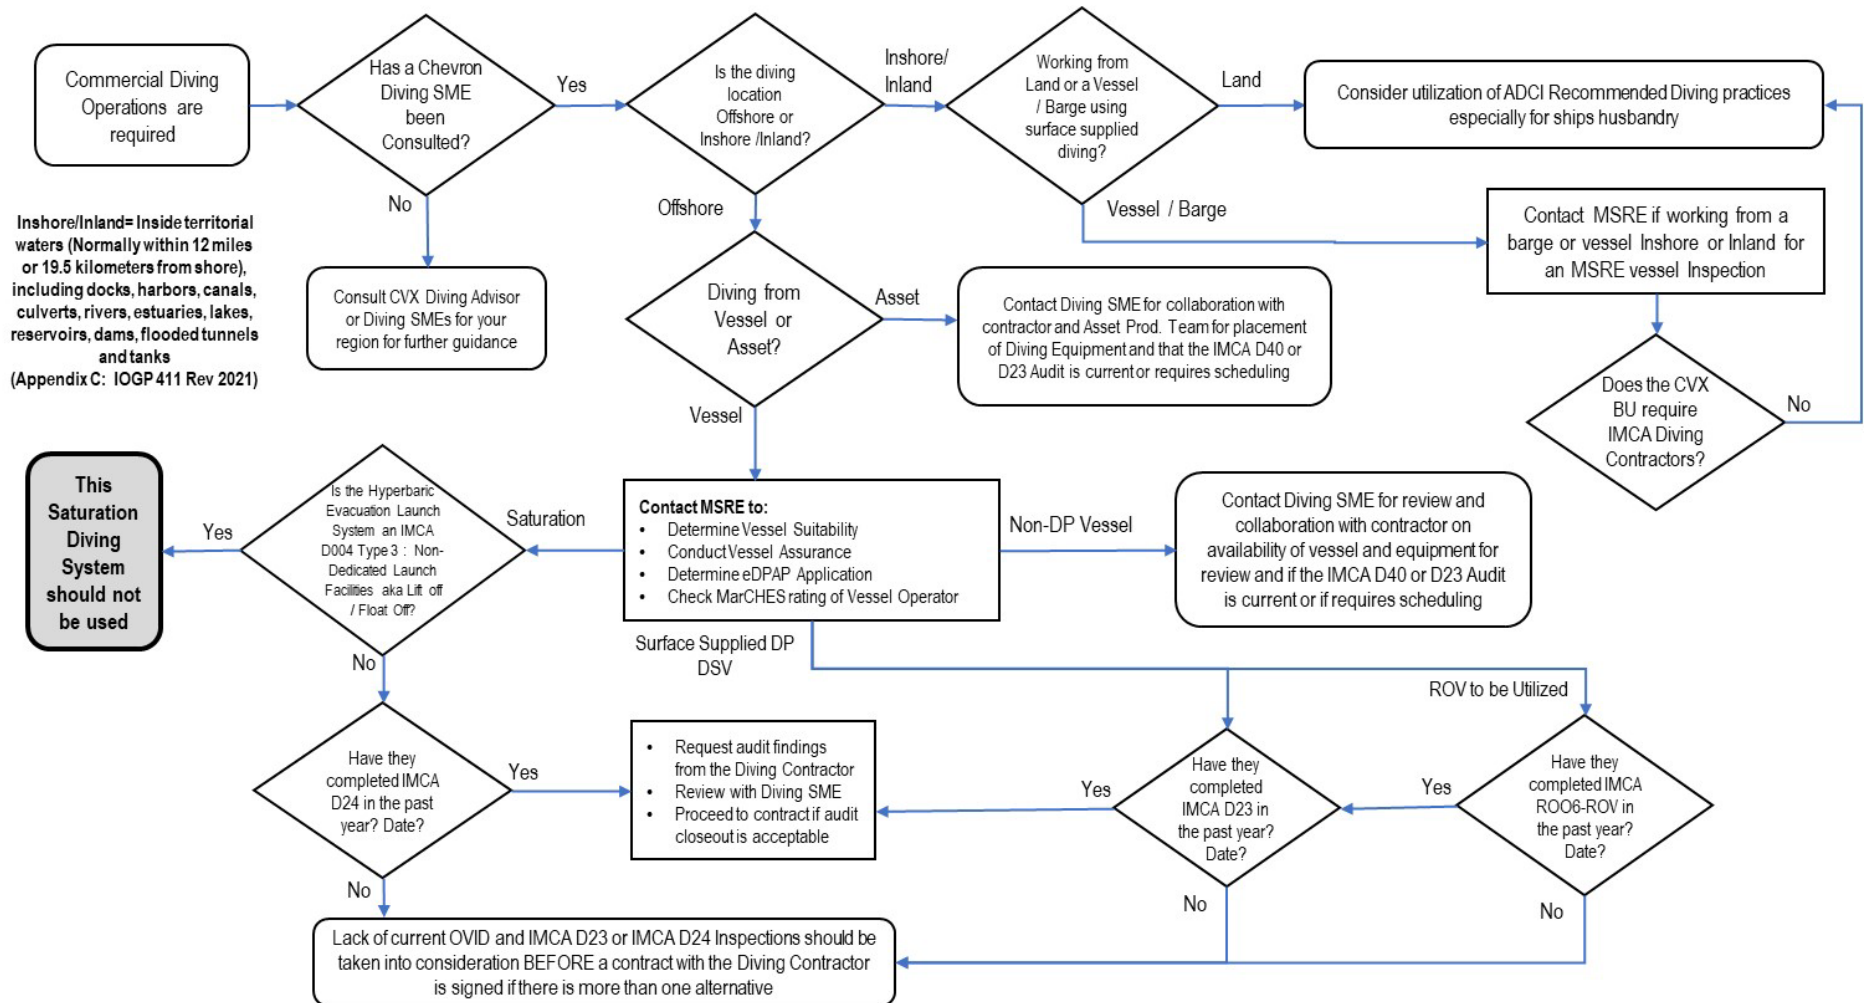 Commercial Diving
Operations are
required
Has a Chevron
Diving SME
been
Consulted?
Yes
No
Is the diving
location
Offshore or
Inshore /Inland?
Inshore/
Inland
Offshore
Working from
Land or a Vessel
/ Barge using
surface supplied
diving?
Land
Vessel / Barge
Consider utilization of ADCI Recommended Diving practices
especially for ships husbandry
Inshore/Inland= Inside territorial
waters (Normally within 12 miles
or 19.5 kilometers from shore),
including docks, harbors, canals,
culverts, rivers, estuaries, lakes,
reservoirs, dams, flooded tunnels
and tanks
(Appendix C: IOGP 411 Rev 2021)
Consult CVX Diving Advisor
or Diving SMEs for your
region for further guidance
Diving from
Vessel or
Asset?
Asset
Vessel
Contact Diving SME for collaboration with
contractor and Asset Prod. Team for placement
of Diving Equipment and that the IMCA D40 or
D23 Audit is current or requires scheduling
Contact MSRE if working from a
barge or vessel Inshore or Inland for
an MSRE vessel Inspection
Does the CVX
BU require
IMCA Diving
Contractors?
No
This
Saturation
Diving
System
should not
be used
Yes
Is the Hyperbaric
Evacuation Launch
System an IMCA
D004 Type 3 : Non-
Dedicated Launch
Facilities aka Lift off
/ Float Off?
Saturation
No
Contact MSRE to:
• Determine Vessel Suitability
• Conduct Vessel Assurance
• Determine eDPAP Application
• Check MarCHES rating of Vessel Operator
Non-DP Vessel
Contact Diving SME for review and
collaboration with contractor on
availability of vessel and equipment for
review and if the IMCA D40 or D23 Audit
is current or if requires scheduling
Surface Supplied DP
DSV
ROV to be Utilized
Have they
completed IMCA
D24 in the past
year? Date?
Yes
No
• Request audit findings
from the Diving Contractor
• Review with Diving SME
• Proceed to contract if audit
closeout is acceptable
Yes
Have they
completed
IMCA D23 in
the past year?
Date?
No
Yes
Have they
completed IMCA
ROO6-ROV in
the past year?
Date?
No
Lack of current OVID and IMCA D23 or IMCA D24 Inspections should be
taken into consideration BEFORE a contract with the Diving Contractor
is signed if there is more than one alternative